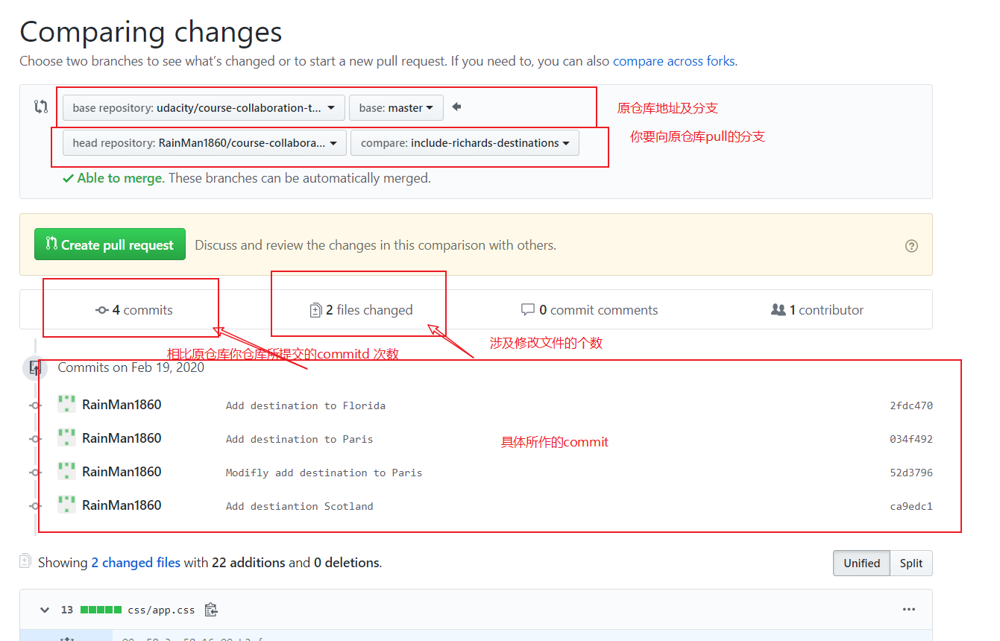 Comparing changes
Choose two branches to see what's changed or to start a new pull request. If you need to, you can also compare across forks.
base repository: udacity/course-collaboration-t... base: master
原仓库地址及分支
head repository: RainMan1860/course-collabora... compare: include-richards-destinations
你要向原仓库pull的分支
Able to merge. These branches can be automatically merged.
Create pull request Discuss and review the changes in this comparison with others.
4 commits 2 files changed 0 commit comments 1 contributor
涉及修改文件的个数
相比原仓库你仓库所提交的commitd 次数
Commits on Feb 19, 2020
RainMan1860 Add destination to Florida 2fdc470
RainMan1860 Add destination to Paris 034f492
具体所作的commit
RainMan1860 Modifly add destination to Paris 52d3796
RainMan1860 Add destiantion Scotland ca9edc1
Showing 2 changed files with 22 additions and 0 deletions. Unified Split
13 css/app.css